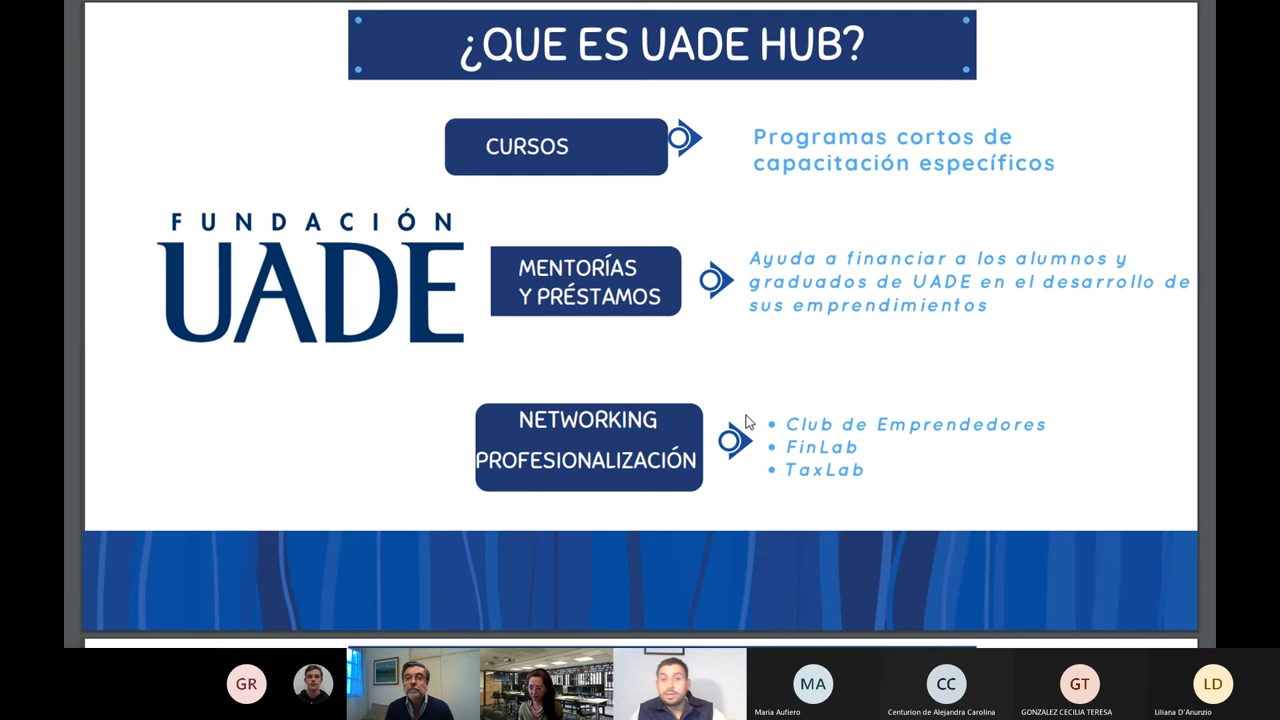 ¿QUE ES UADE HUB?
CURSOS
Programas cortos de
capacitación específicos
FUNDACIÓN
UADE
MENTORÍAS
Y PRÉSTAMOS
Ayuda a financiar a los alumnos y
graduados de UADE en el desarrollo de
sus emprendimientos
NETWORKING
PROFESIONALIZACIÓN
• Club de Emprendedores
• FinLab
• TaxLab
GR
MA
CC
GT
LD
Maria Aufiero
Centurion de Alejandra Carolina
GONZALEZ CECILIA TERESA
Liliana D'Anunzio